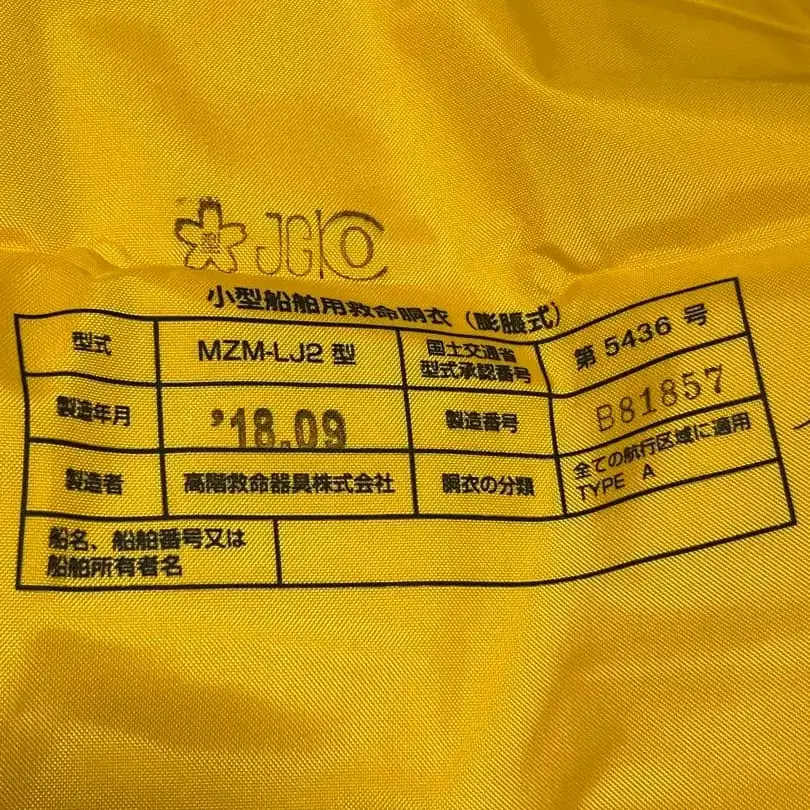 型 JCI
小型船舶用救命胴衣(膨脹式)
型式 MZM-LJ2 型 国土交通省 型式承認番号 第 5436 号
製造年月 '18.09 製造番号 B81857
製造者 高階救命器具株式会社 胴衣の分類 全ての航行区域に適用 TYPE A
船名、船舶番号又は
船舶所有者名